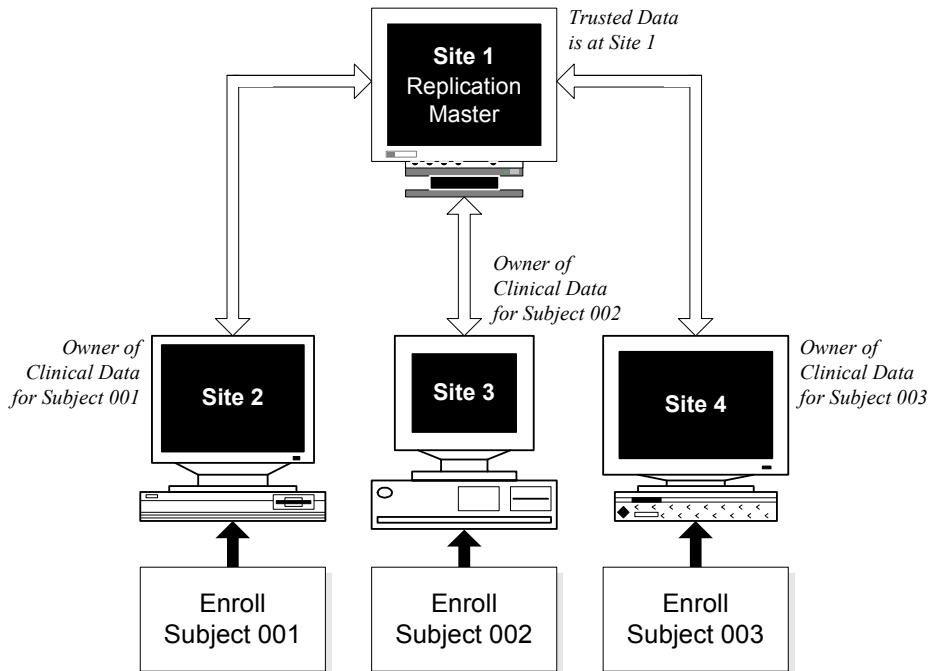 Trusted Data
is at Site 1
Site 1
Replication
Master
Owner of
Clinical Data
for Subject 002
Owner of
Clinical Data
for Subject 001
Owner of
Clinical Data
for Subject 003
Site 2
Site 3
Site 4
Enroll
Subject 001
Enroll
Subject 002
Enroll
Subject 003